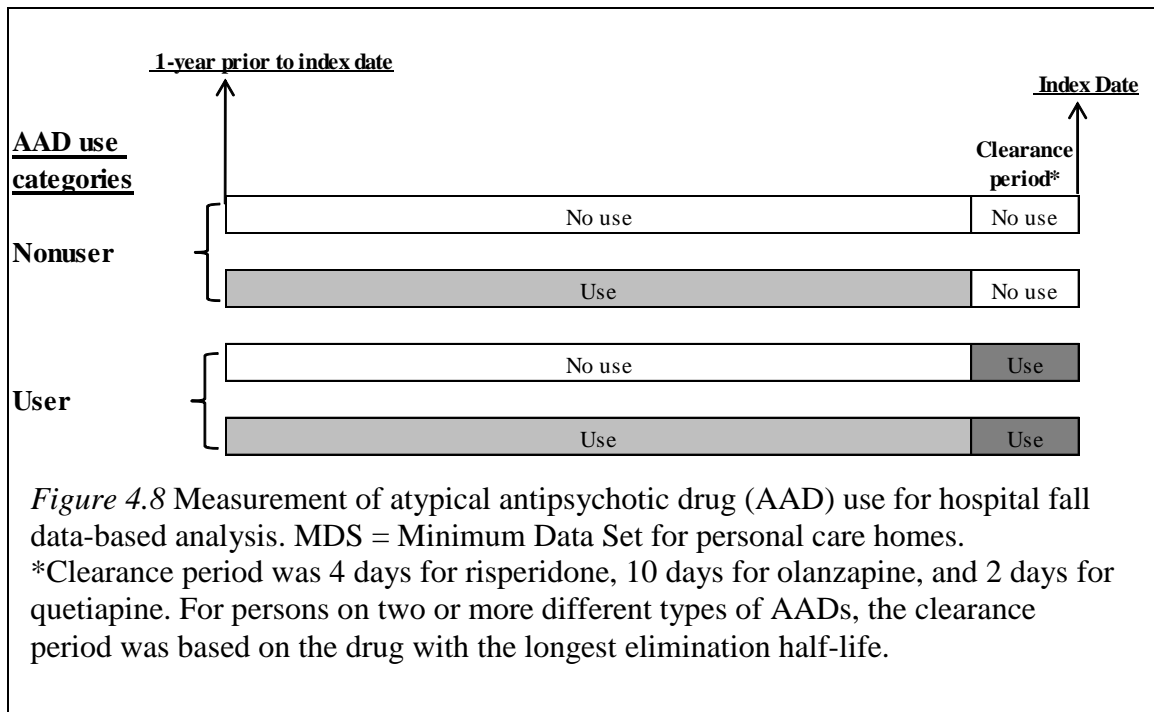 1-year prior to index date
Index Date
AAD use
categories
Clearance
period*
No use
No use
Nonuser
Use
No use
No use
Use
User
Use
Use
Figure 4.8 Measurement of atypical antipsychotic drug (AAD) use for hospital fall
data-based analysis. MDS = Minimum Data Set for personal care homes.
*Clearance period was 4 days for risperidone, 10 days for olanzapine, and 2 days for
quetiapine. For persons on two or more different types of AADs, the clearance
period was based on the drug with the longest elimination half-life.